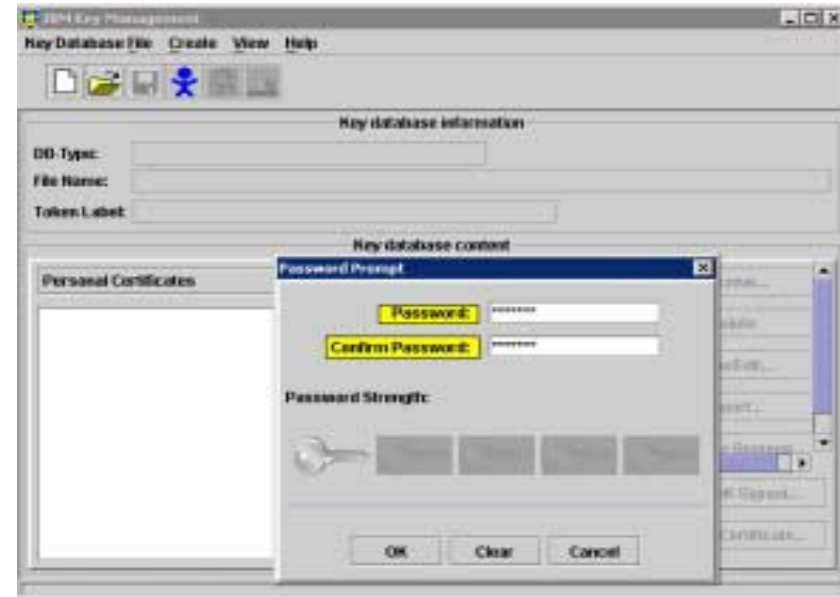 IBM Key Management
Key Database File Create View Help
Key database information
DB-Type:
File Name:
Token Label:
Key database content
Personal Certificates
Password Prompt
Password: ********
Confirm Password: ********
Password Strength:
OK Clear Cancel